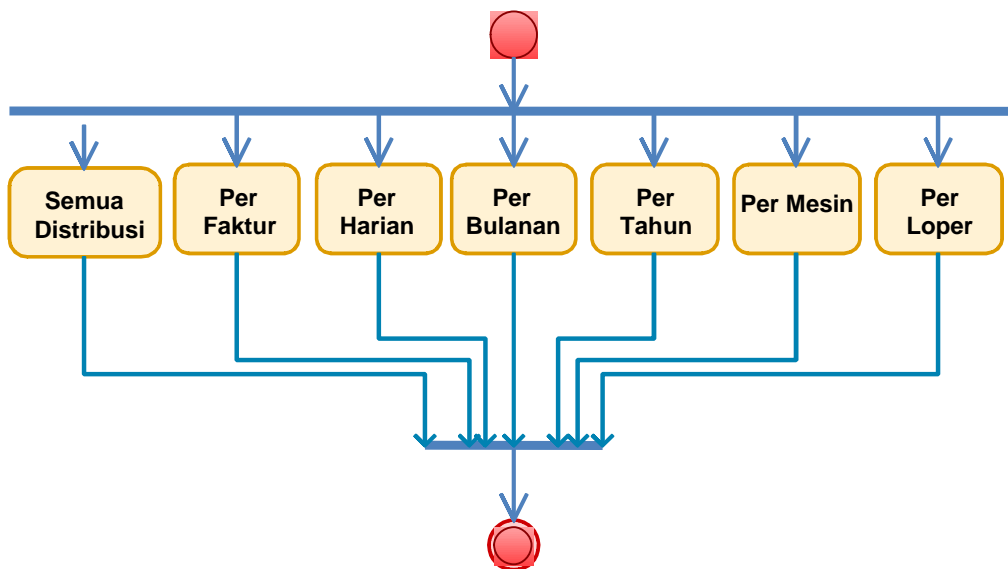 Semua
Distribusi
Per
Faktur
Per
Harian
Per
Bulanan
Per
Tahun
Per Mesin
Per
Loper